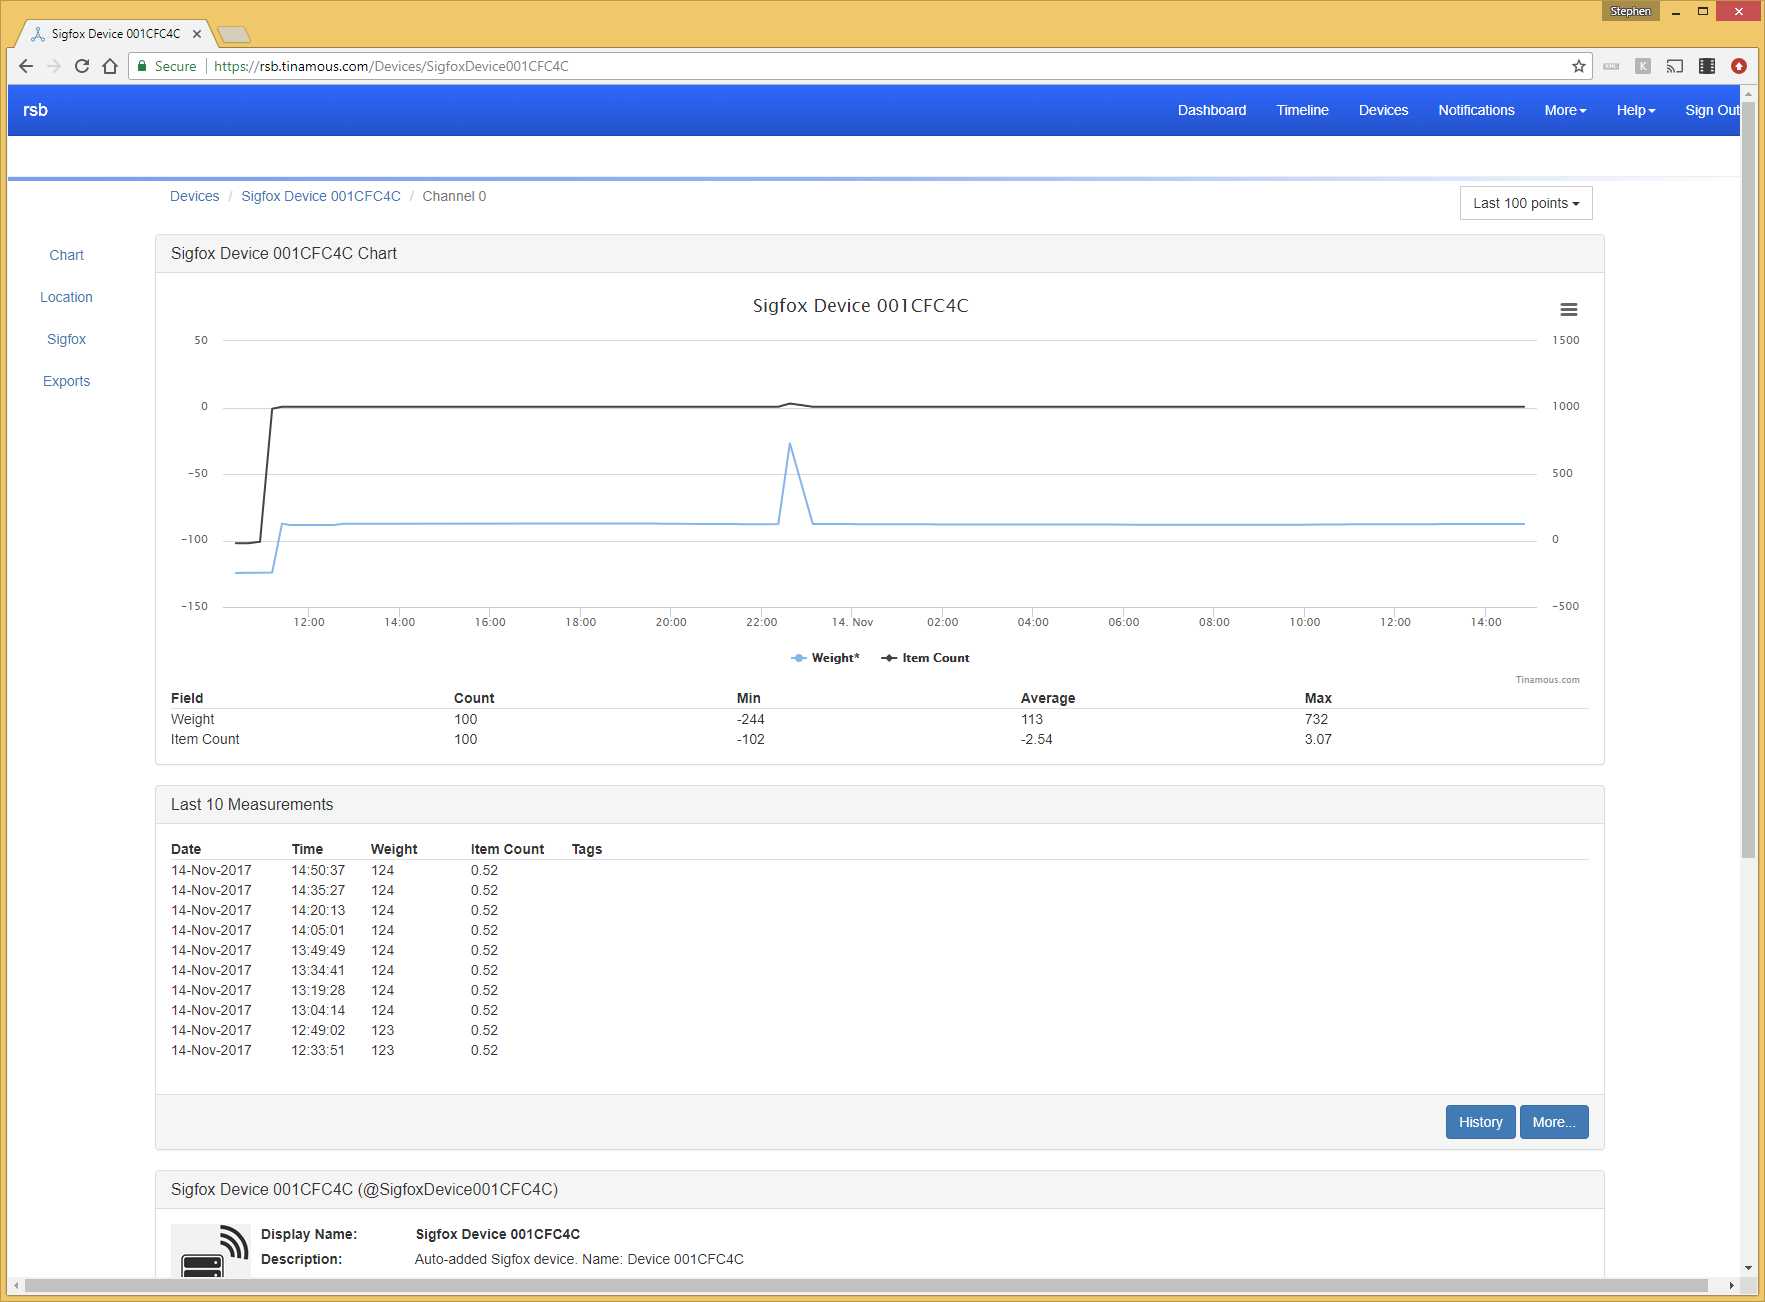 Stephen
Sigfox Device 001CFC4C
Secure https://rsb.tinamous.com/Devices/SigfoxDevice001CFC4C
rsb Dashboard Timeline Devices Notifications More Help Sign Out
Devices / Sigfox Device 001CFC4C / Channel 0 Last 100 points
Chart
Location
Sigfox
Exports
Sigfox Device 001CFC4C Chart
Sigfox Device 001CFC4C
50 1500
0 1000
-50 500
-100 0
-150 -500
12:00 14:00 16:00 18:00 20:00 22:00 14. Nov 02:00 04:00 06:00 08:00 10:00 12:00 14:00
Weight* Item Count
Tinamous.com
Field Count Min Average Max
Weight 100 -244 113 732
Item Count 100 -102 -2.54 3.07
Last 10 Measurements
Date Time Weight Item Count Tags
14-Nov-2017 14:50:37 124 0.52
14-Nov-2017 14:35:27 124 0.52
14-Nov-2017 14:20:13 124 0.52
14-Nov-2017 14:05:01 124 0.52
14-Nov-2017 13:49:49 124 0.52
14-Nov-2017 13:34:41 124 0.52
14-Nov-2017 13:19:28 124 0.52
14-Nov-2017 13:04:14 124 0.52
14-Nov-2017 12:49:02 123 0.52
14-Nov-2017 12:33:51 123 0.52
History More...
Sigfox Device 001CFC4C (@SigfoxDevice001CFC4C)
Display Name: Sigfox Device 001CFC4C
Description: Auto-added Sigfox device. Name: Device 001CFC4C